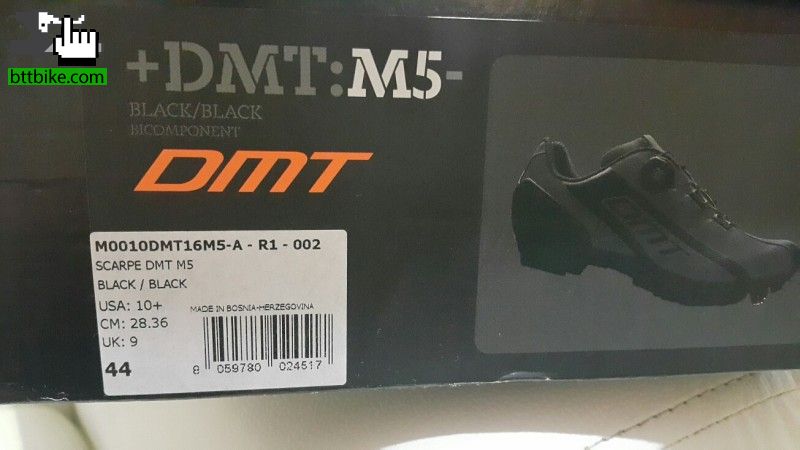 bttbike.com
+DMT:M5-
BLACK/BLACK
BICOMPONENT
DMT
DMT
M0010DMT16M5-A - R1 - 002
SCARPE DMT M5
BLACK / BLACK
USA: 10+
MADE IN BOSNIA-HERZEGOVINA
CM: 28.36
UK: 9
44
8 059780 024517